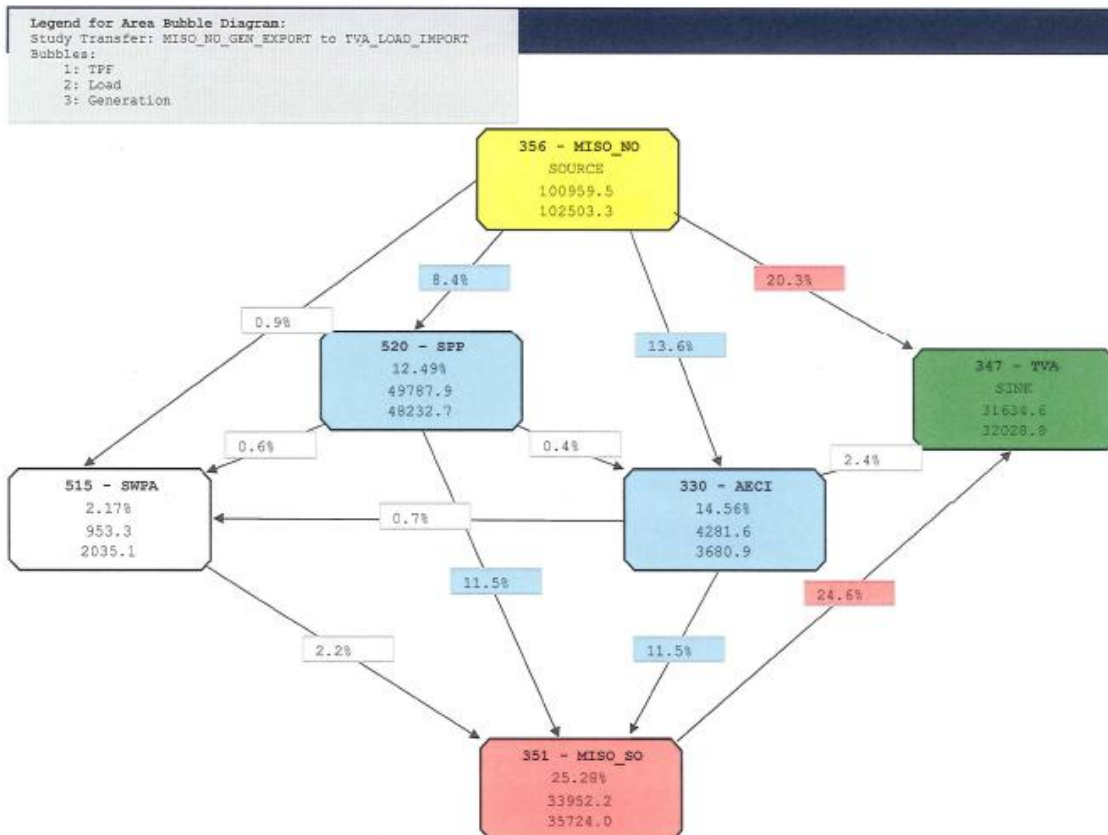 Legend for Area Bubble Diagram:
Study Transfer: MISO_NO_GEN_EXPORT to TVA_LOAD_IMPORT
Bubbles:
1: TPF
2: Load
3: Generation
356 - MISO_NO
SOURCE
100959.5
102503.3
8.4%
20.3%
0.9%
13.6%
520 - SPP
12.49%
49787.9
48232.7
347 - TVA
SINK
31634.6
32028.8
0.6%
0.4%
2.4%
515 - SWPA
2.17%
953.3
2035.1
330 - AECI
14.56%
4281.6
3680.9
0.7%
11.5%
24.6%
2.2%
11.5%
351 - MISO_SO
25.28%
33952.2
35724.0